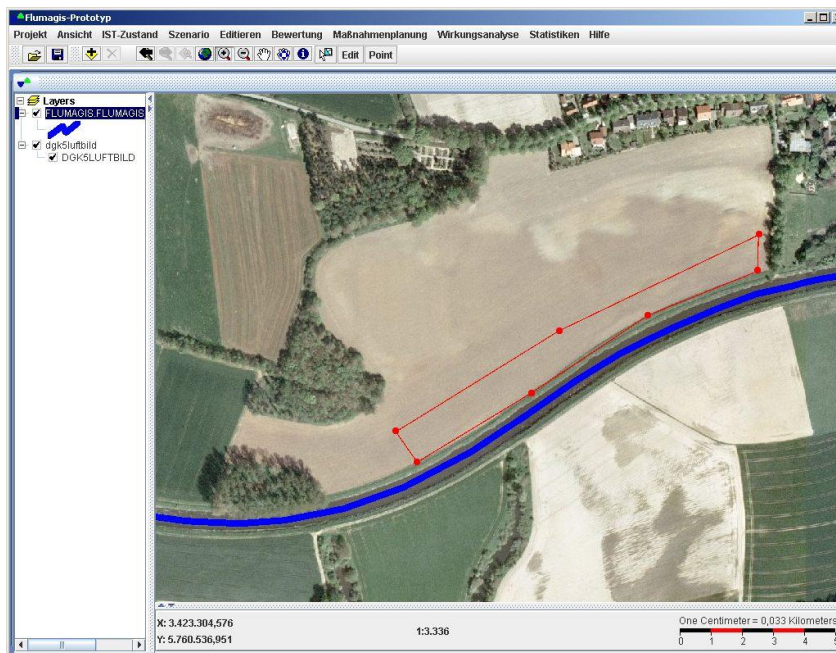 Flumagis-Prototyp
Projekt Ansicht IST-Zustand Szenario Editieren Bewertung Maßnahmenplanung Wirkungsanalyse Statistiken Hilfe
Edit Point
Layers
FLUMAGIS.FLUMAGIS
dgk5luftbild
DGK5LUFTBILD
X: 3.423.304,576
Y: 5.760.536,951
1:3.336
One Centimeter = 0,033 Kilometers
0 1 2 3 4 5